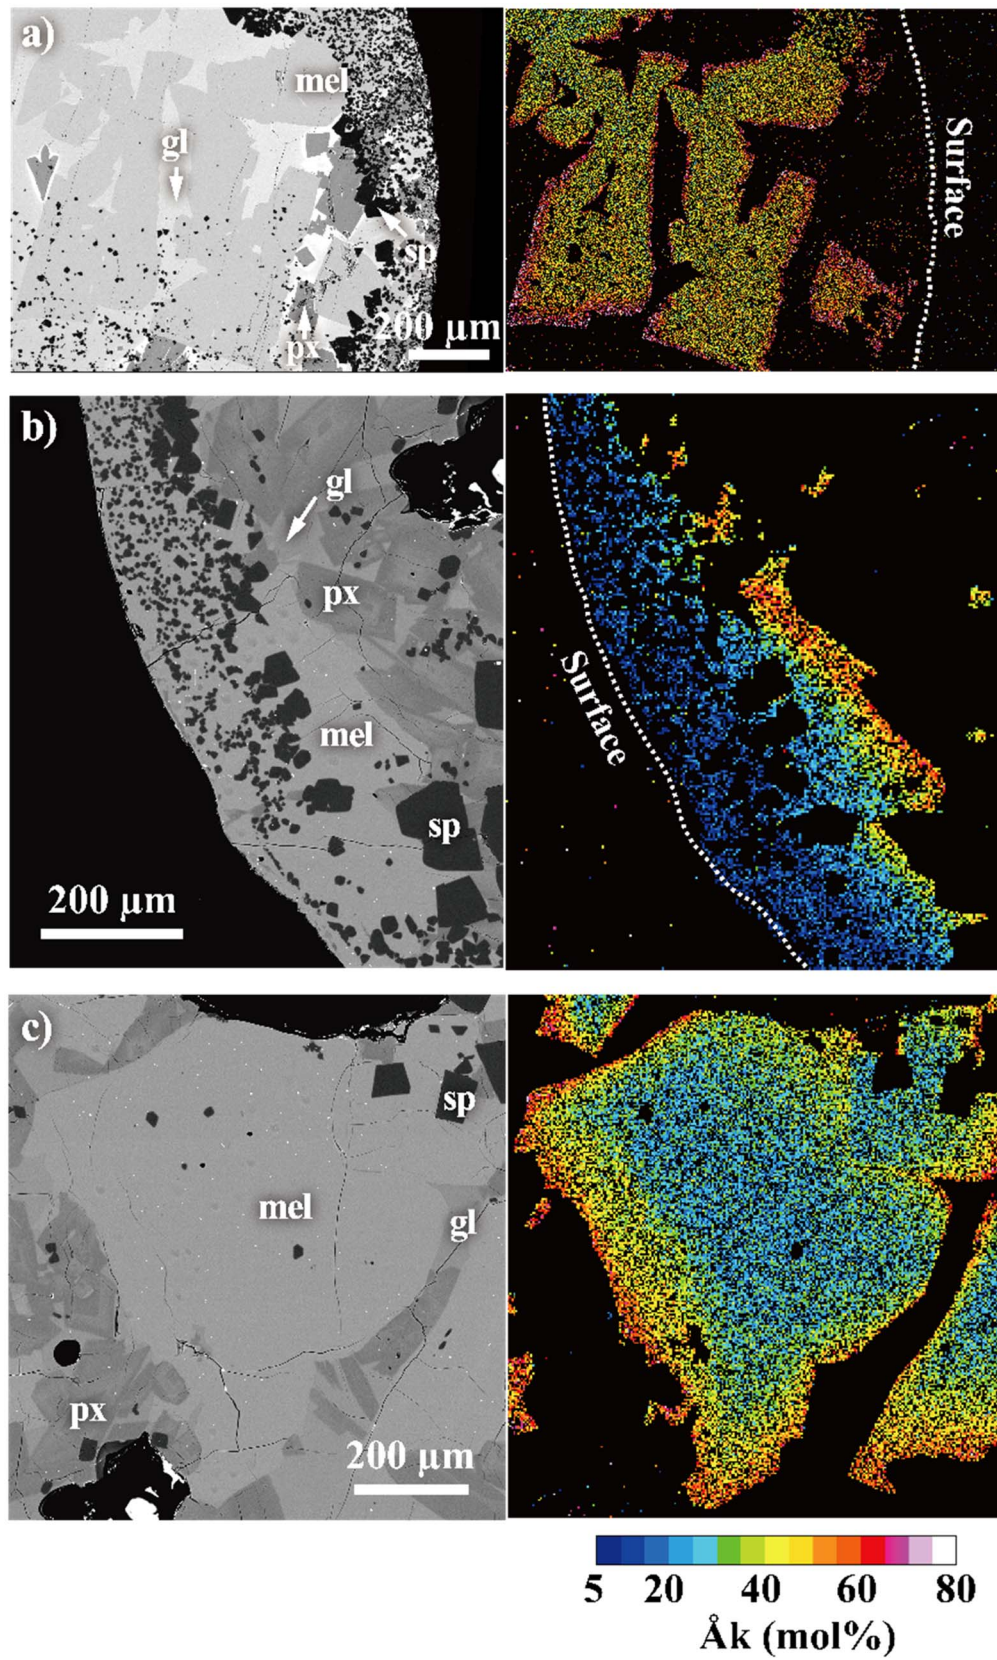 a)
mel
gl
sp
px
200 µm
Surface
b)
gl
px
mel
sp
200 µm
Surface
c)
sp
mel
gl
px
200 µm
5 20 40 60 80
Åk (mol%)